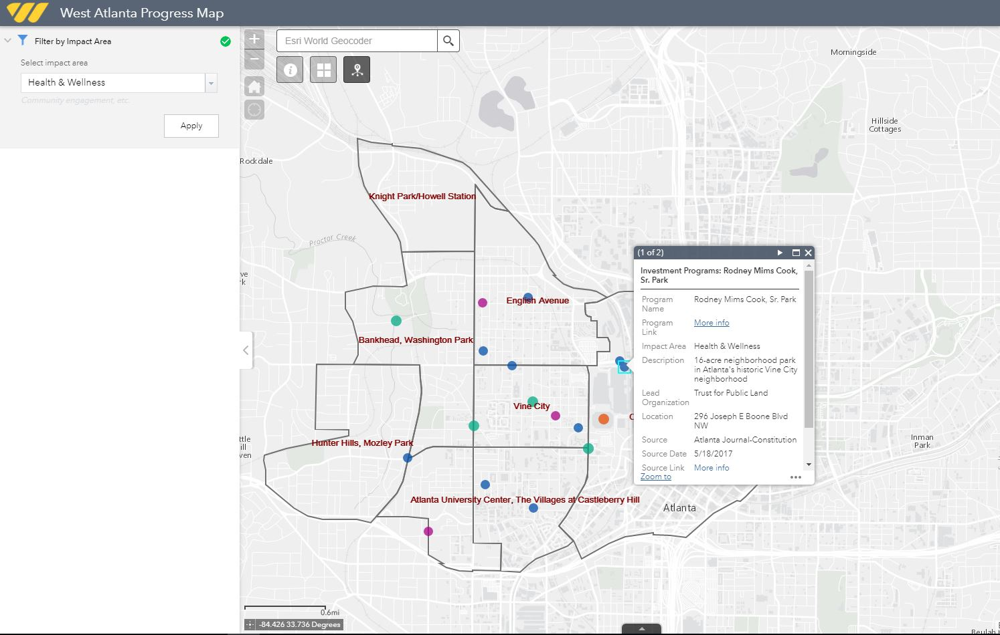 West Atlanta Progress Map
Filter by Impact Area
Select impact area
Health & Wellness
Community engagement, etc.
Apply
Esri World Geocoder
Morningside
Hillside
Cottages
Rockdale
Knight Park/Howell Station
Proctor Creek
English Avenue
Bankhead, Washington Park
Vine City
Hunter Hills, Mozley Park
Atlanta University Center, The Villages at Castleberry Hill
Atlanta
Inman
Park
(1 of 2)
Investment Programs: Rodney Mims Cook,
Sr. Park
Program Name Rodney Mims Cook, Sr. Park
Program Link More info
Impact Area Health & Wellness
Description 16-acre neighborhood park
in Atlanta's historic Vine City
neighborhood
Lead Organization Trust for Public Land
Location 296 Joseph E Boone Blvd
NW
Source Atlanta Journal-Constitution
Source Date 5/18/2017
Source Link More info
Zoom to
0.6mi
-84.426 33.736 Degrees